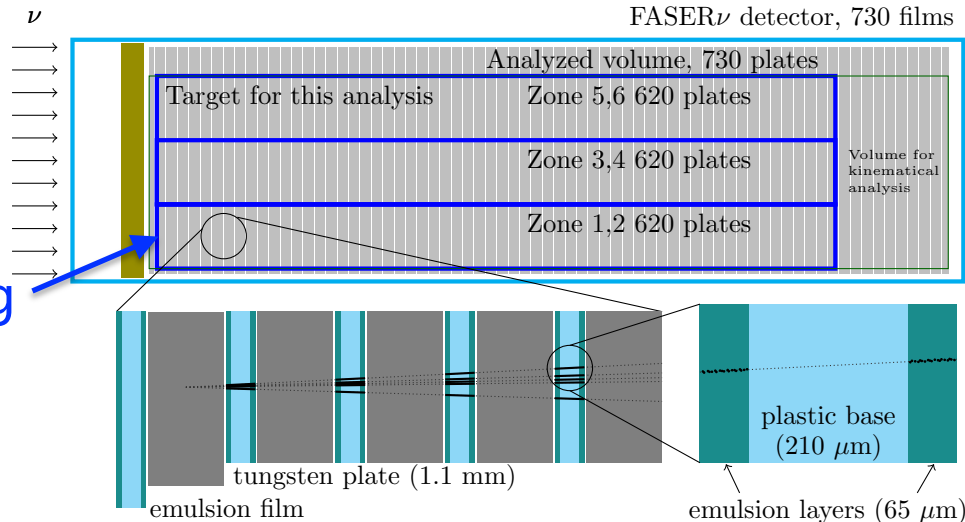 ν
FASERν detector, 730 films
Analyzed volume, 730 plates
Target for this analysis
Zone 5,6 620 plates
Zone 3,4 620 plates
Volume for
kinematical
analysis
Zone 1,2 620 plates
g
plastic base
(210 μm)
tungsten plate (1.1 mm)
emulsion film
emulsion layers (65 μm)